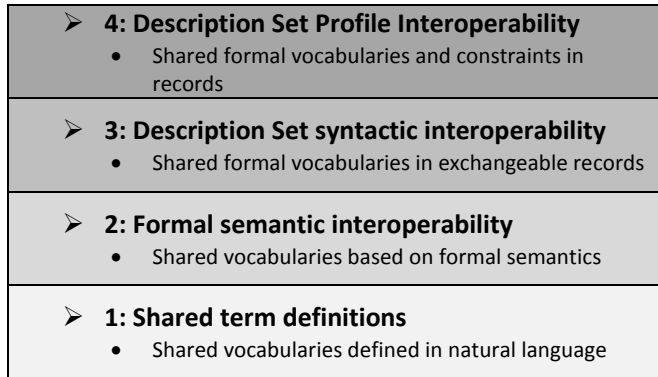 ➢ 4: Description Set Profile Interoperability
• Shared formal vocabularies and constraints in
records
➢ 3: Description Set syntactic interoperability
• Shared formal vocabularies in exchangeable records
➢ 2: Formal semantic interoperability
• Shared vocabularies based on formal semantics
➢ 1: Shared term definitions
• Shared vocabularies defined in natural language